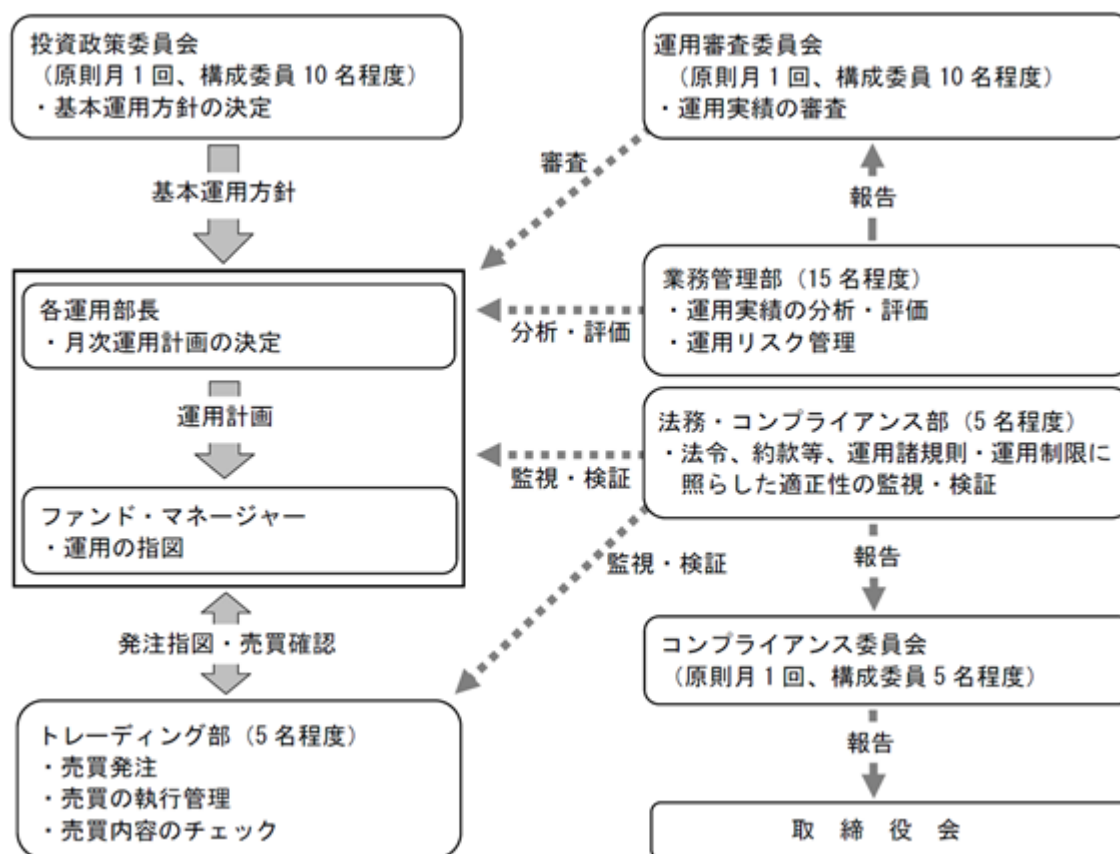 投資政策委員会
（原則月1回、構成委員10名程度）
・基本運用方針の決定
基本運用方針
各運用部長
・月次運用計画の決定
運用計画
ファンド・マネージャー
・運用の指図
発注指図・売買確認
トレーディング部（5名程度）
・売買発注
・売買の執行管理
・売買内容のチェック
運用審査委員会
（原則月1回、構成委員10名程度）
・運用実績の審査
審査
報告
業務管理部（15名程度）
・運用実績の分析・評価
・運用リスク管理
分析・評価
法務・コンプライアンス部（5名程度）
・法令、約款等、運用諸規則・運用制限に
照らした適正性の監視・検証
監視・検証
監視・検証
報告
コンプライアンス委員会
（原則月1回、構成委員5名程度）
報告
取締役会